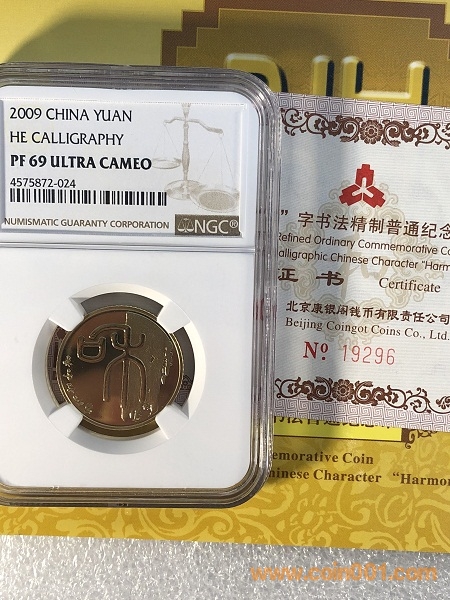 2009 CHINA YUAN
HE CALLIGRAPHY
PF 69 ULTRA CAMEO
4575872-024
NUMISMATIC GUARANTY CORPORATION
NGC®
” 字书法精制普通纪念
Refined Ordinary Commemorative Co
Calligraphic Chinese Character "Harm
证 书 Certificate
北京康银阁钱币有限责任公司
Beijing Coingot Coins Co., Ltd.
No 19296
memorative Coin
hinese Character “Harmon
www.coin001.com